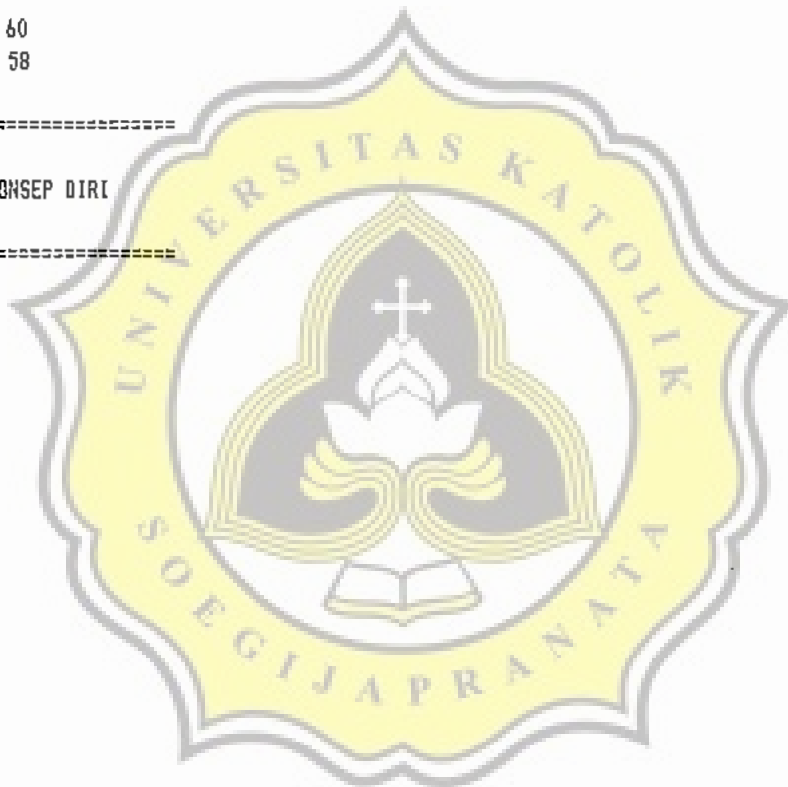 60
58
====================
ONSEP DIRI
====================
UNIVERSITAS KATOLIK
SOEGIJAPRANATA